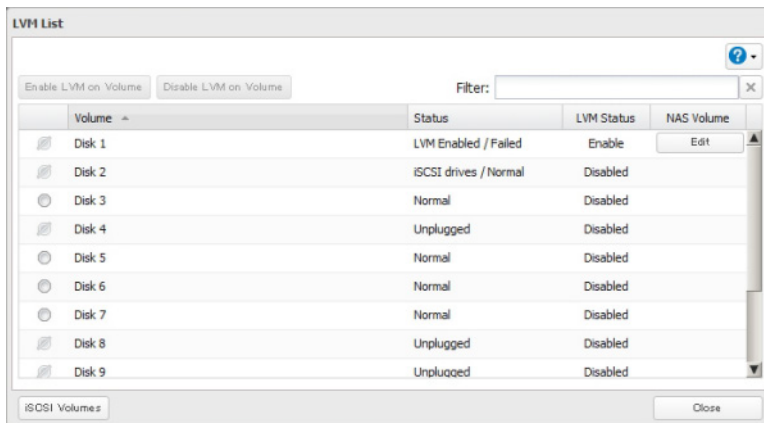 LVM List
?
Enable LVM on Volume Disable LVM on Volume Filter:
Volume Status LVM Status NAS Volume
Disk 1 LVM Enabled / Failed Enable Edit
Disk 2 iSCSI drives / Normal Disabled
Disk 3 Normal Disabled
Disk 4 Unplugged Disabled
Disk 5 Normal Disabled
Disk 6 Normal Disabled
Disk 7 Normal Disabled
Disk 8 Unplugged Disabled
Disk 9 Unplugged Disabled
iSCSI Volumes Close